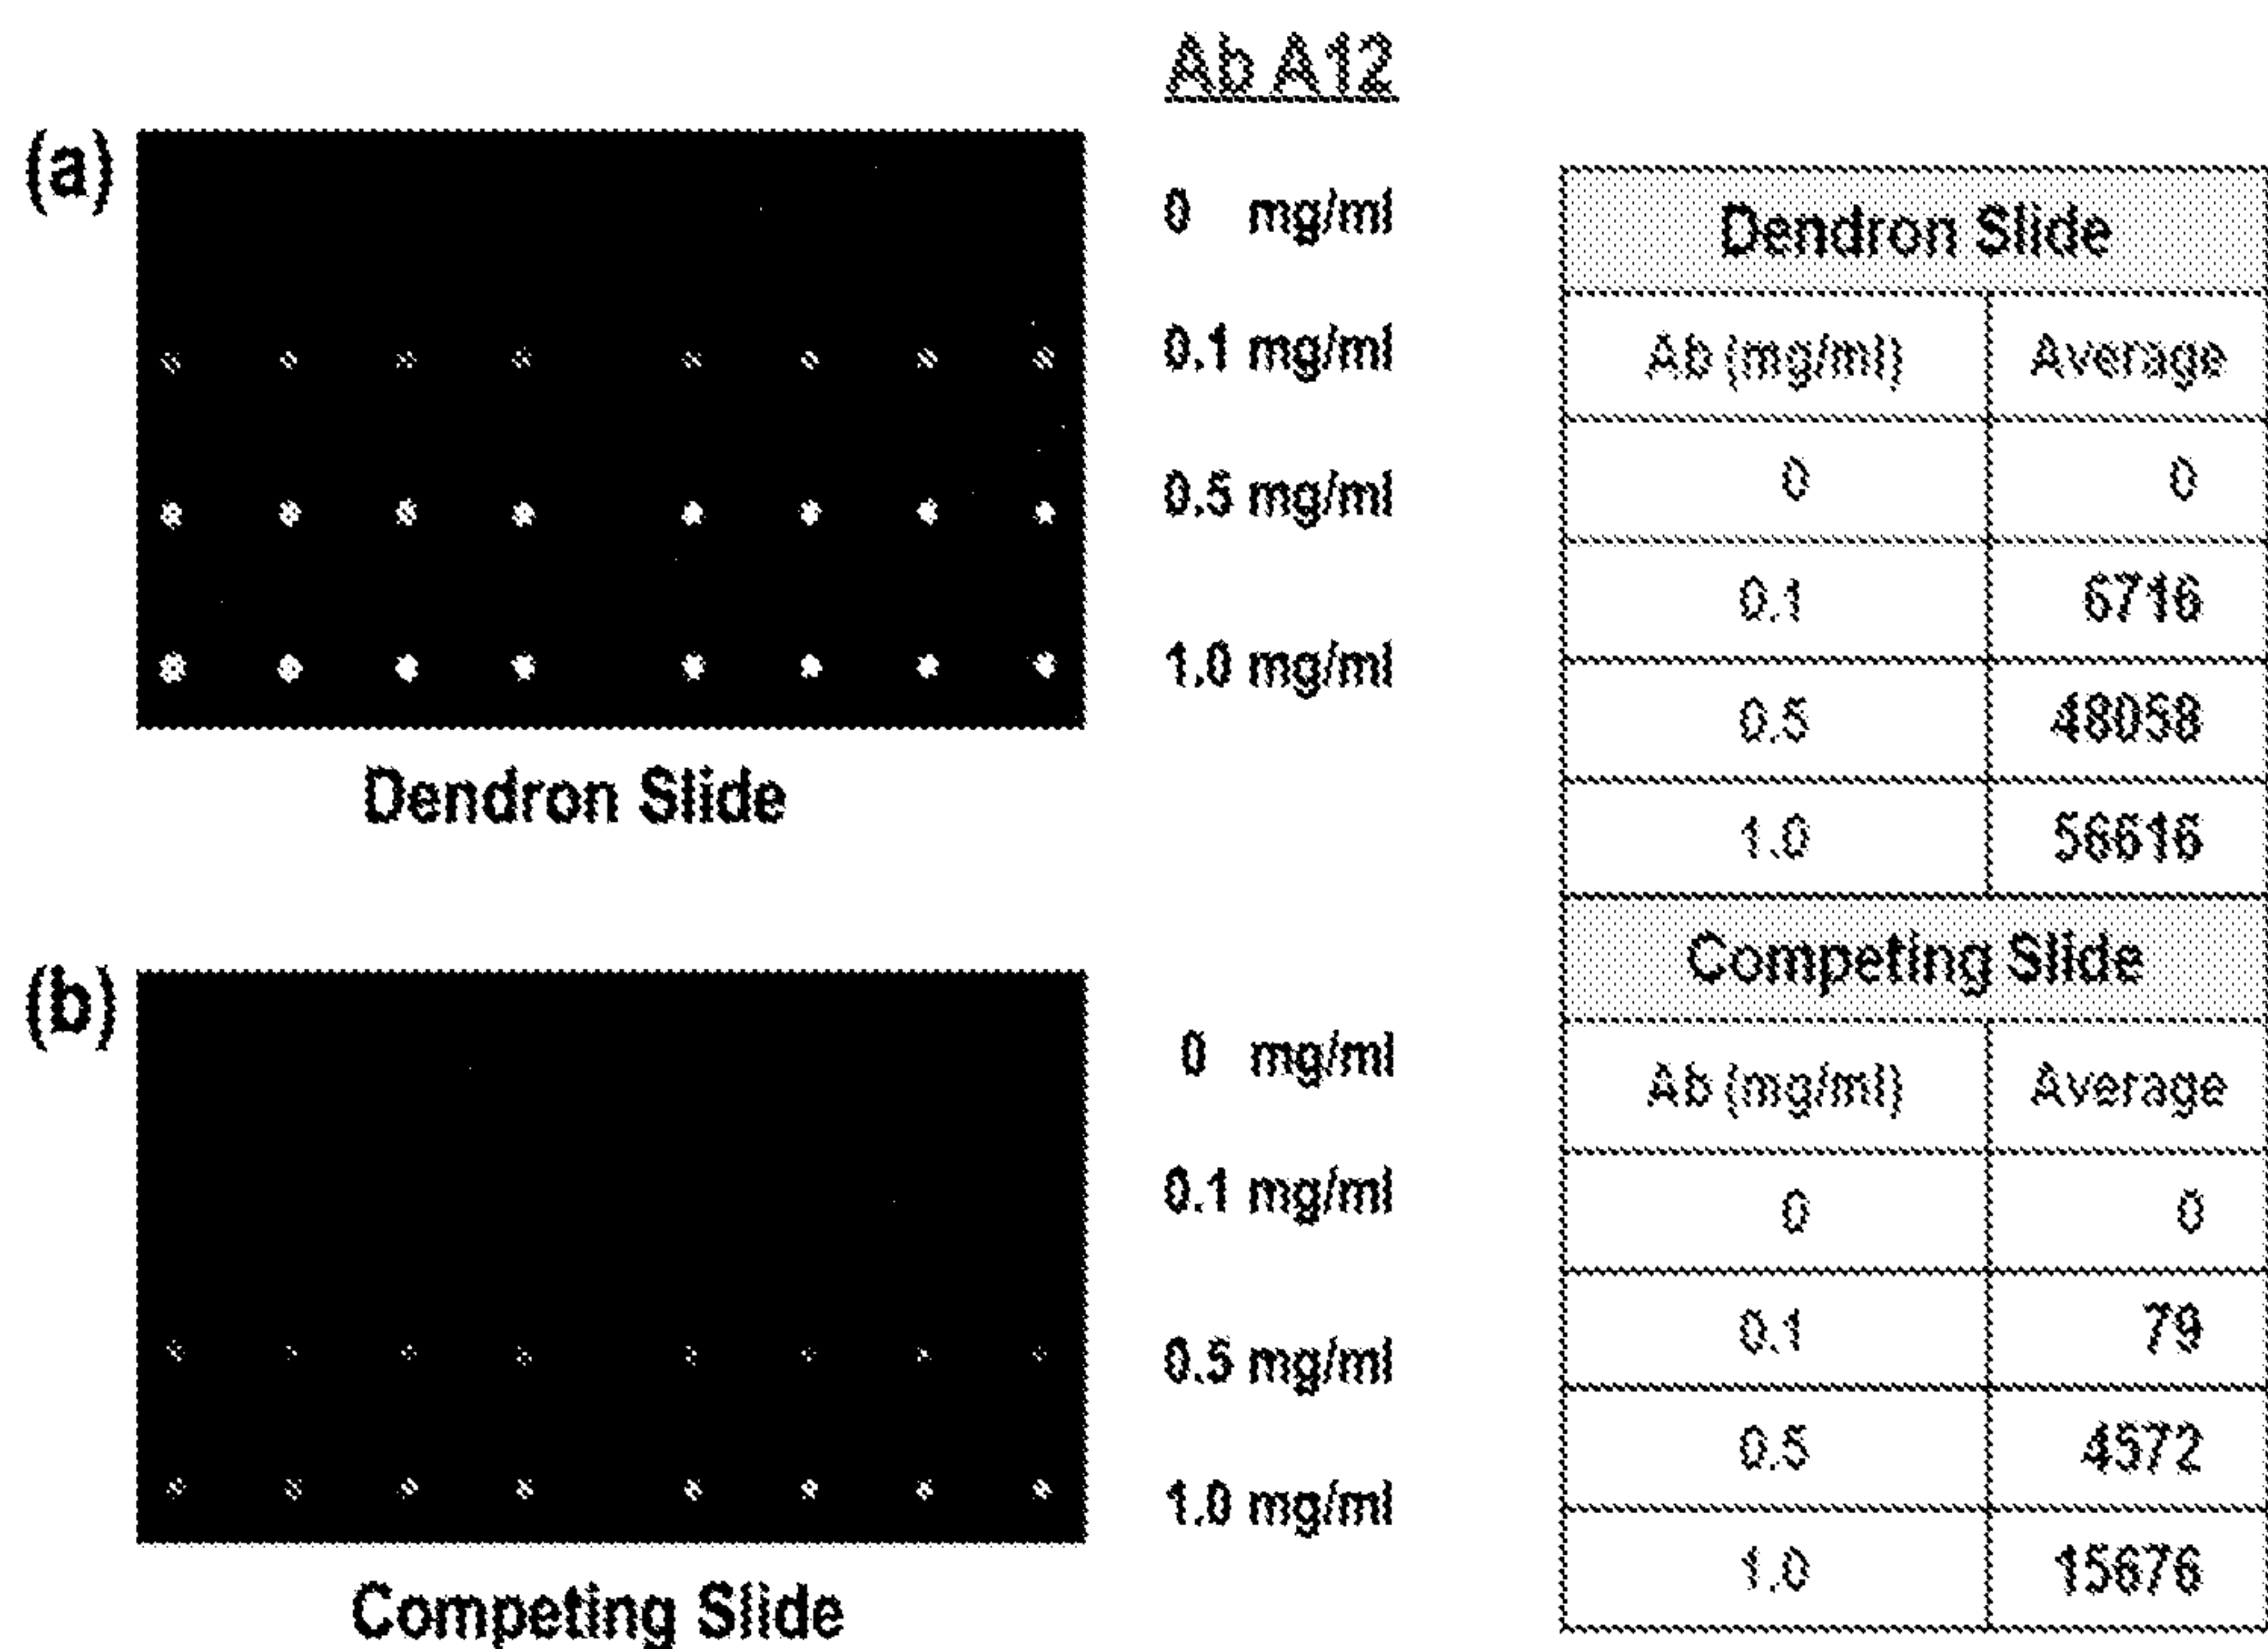 Ab A12
(a)
0 mg/ml
0.1 mg/ml
0.5 mg/ml
1.0 mg/ml
Dendron Slide
(b)
0 mg/ml
0.1 mg/ml
0.5 mg/ml
1.0 mg/ml
Competing Slide
Dendron Slide
Ab (mg/ml) Average
0 0
0.1 6716
0.5 48058
1.0 56616
Competing Slide
Ab (mg/ml) Average
0 0
0.1 79
0.5 4572
1.0 15676